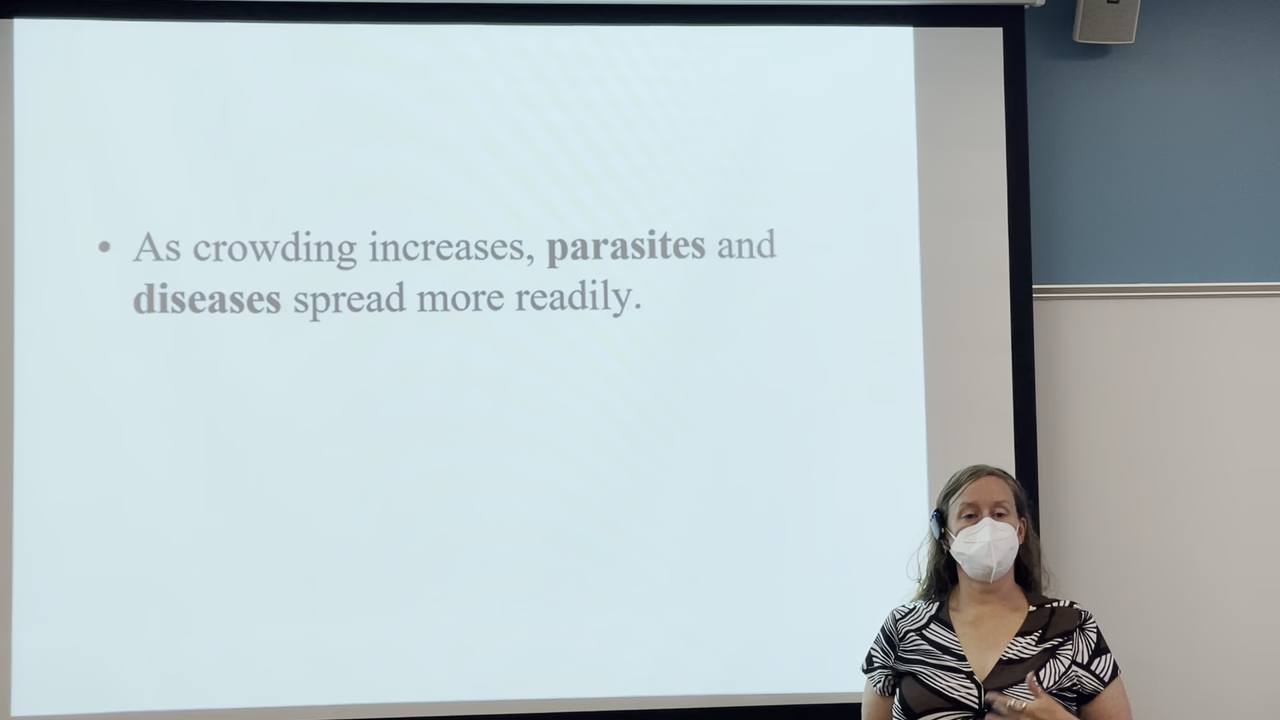 • As crowding increases, parasites and
diseases spread more readily.